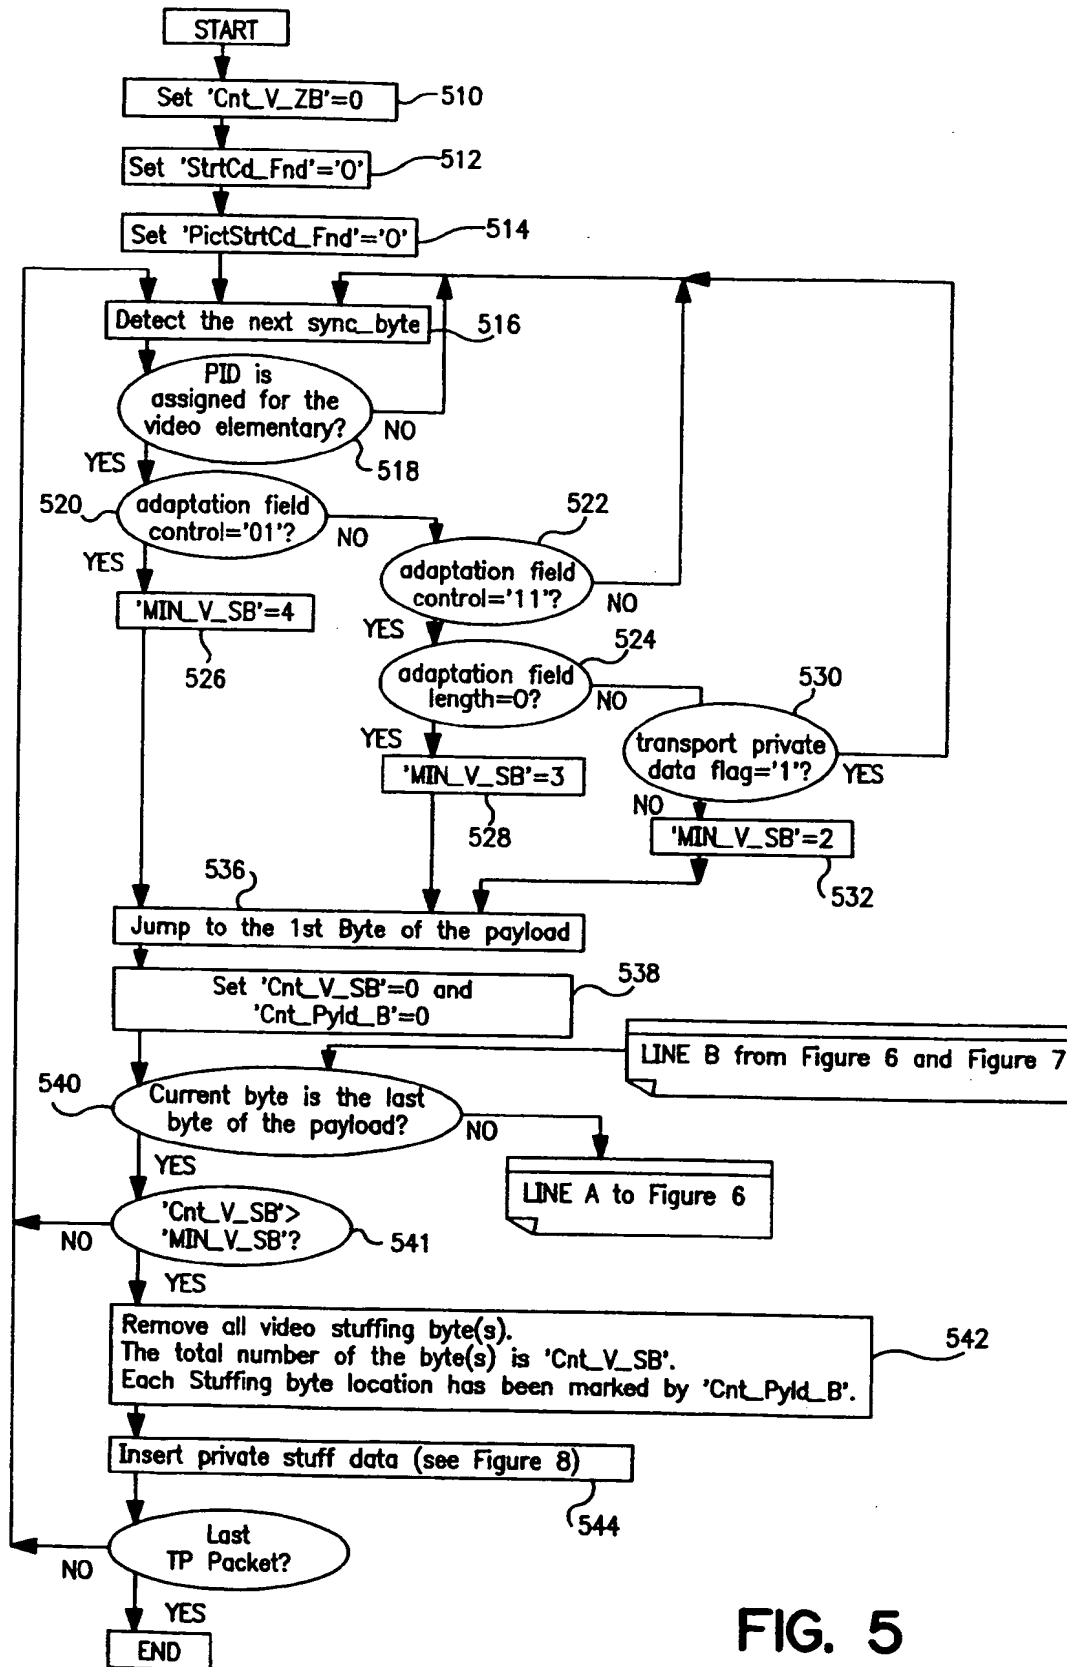 START
Set 'Cnt_V_ZB'=0
510
Set 'StrtCd_Fnd'='0'
512
Set 'PictStrtCd_Fnd'='0'
514
Detect the next sync_byte
516
PID is
assigned for the
video elementary?
NO
518
YES
520
adaptation field
control='01'?
NO
522
YES
adaptation field
control='11'?
NO
'MIN_V_SB'=4
526
YES
524
adaptation field
length=0?
NO
530
YES
transport private
data flag='1'?
YES
'MIN_V_SB'=3
528
NO
'MIN_V_SB'=2
532
536
Jump to the 1st Byte of the payload
Set 'Cnt_V_SB'=0 and
'Cnt_Pyld_B'=0
538
LINE B from Figure 6 and Figure 7
540
Current byte is the last
byte of the payload?
NO
YES
LINE A to Figure 6
'Cnt_V_SB'>
'MIN_V_SB'?
541
NO
YES
Remove all video stuffing byte(s).
The total number of the byte(s) is 'Cnt_V_SB'.
Each Stuffing byte location has been marked by 'Cnt_Pyld_B'.
542
Insert private stuff data (see Figure 8)
544
Last
TP Packet?
NO
YES
END
FIG. 5